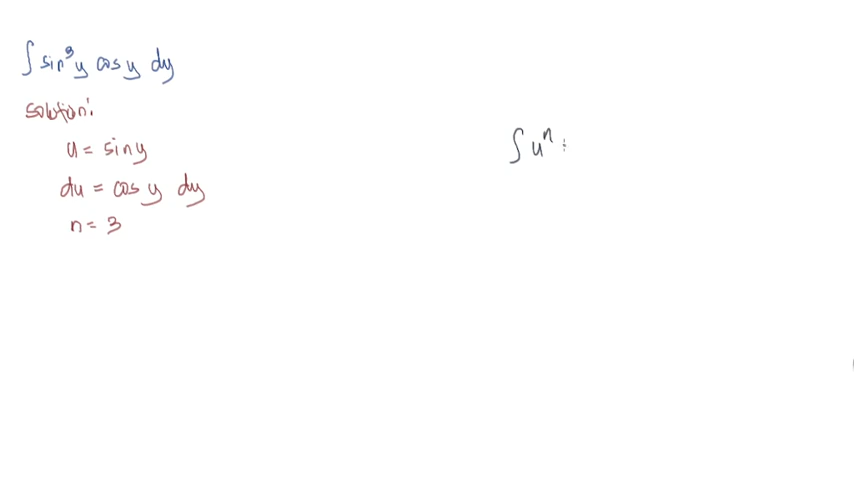 ∫ sin³y cos y dy
Solution:
u = sin y
du = cos y dy
n = 3
∫ uⁿ